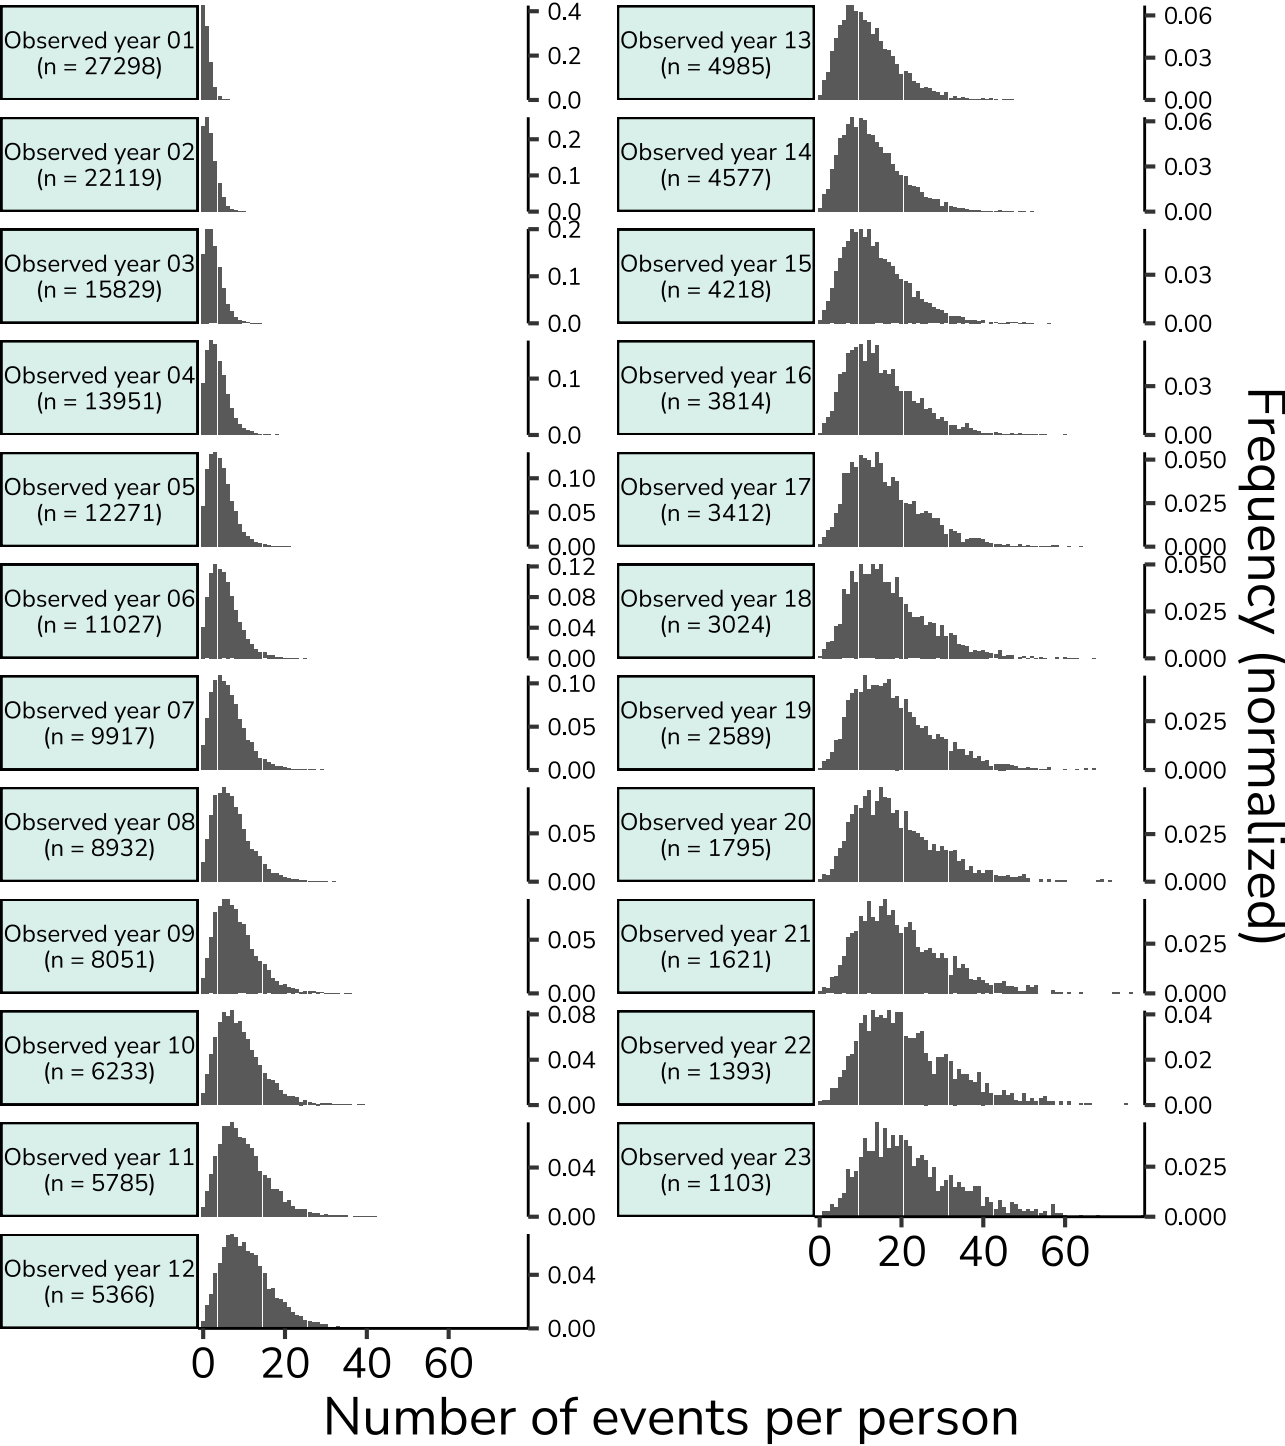 Observed year 01
(n = 27298)
0.4
0.2
0.0
Observed year 02
(n = 22119)
0.2
0.1
0.0
Observed year 03
(n = 15829)
0.2
0.1
0.0
Observed year 04
(n = 13951)
0.1
0.0
Observed year 05
(n = 12271)
0.10
0.05
0.00
Observed year 06
(n = 11027)
0.12
0.08
0.04
0.00
Observed year 07
(n = 9917)
0.10
0.05
0.00
Observed year 08
(n = 8932)
0.05
0.00
Observed year 09
(n = 8051)
0.05
0.00
Observed year 10
(n = 6233)
0.08
0.04
0.00
Observed year 11
(n = 5785)
0.04
0.00
Observed year 12
(n = 5366)
0.04
0.00
0 20 40 60
Observed year 13
(n = 4985)
0.06
0.03
0.00
Observed year 14
(n = 4577)
0.06
0.03
0.00
Observed year 15
(n = 4218)
0.03
0.00
Observed year 16
(n = 3814)
0.03
0.00
Observed year 17
(n = 3412)
0.050
0.025
0.000
Observed year 18
(n = 3024)
0.050
0.025
0.000
Observed year 19
(n = 2589)
0.025
0.000
Observed year 20
(n = 1795)
0.025
0.000
Observed year 21
(n = 1621)
0.025
0.000
Observed year 22
(n = 1393)
0.04
0.02
0.00
Observed year 23
(n = 1103)
0.025
0.000
0 20 40 60
Frequency (normalized)
Number of events per person